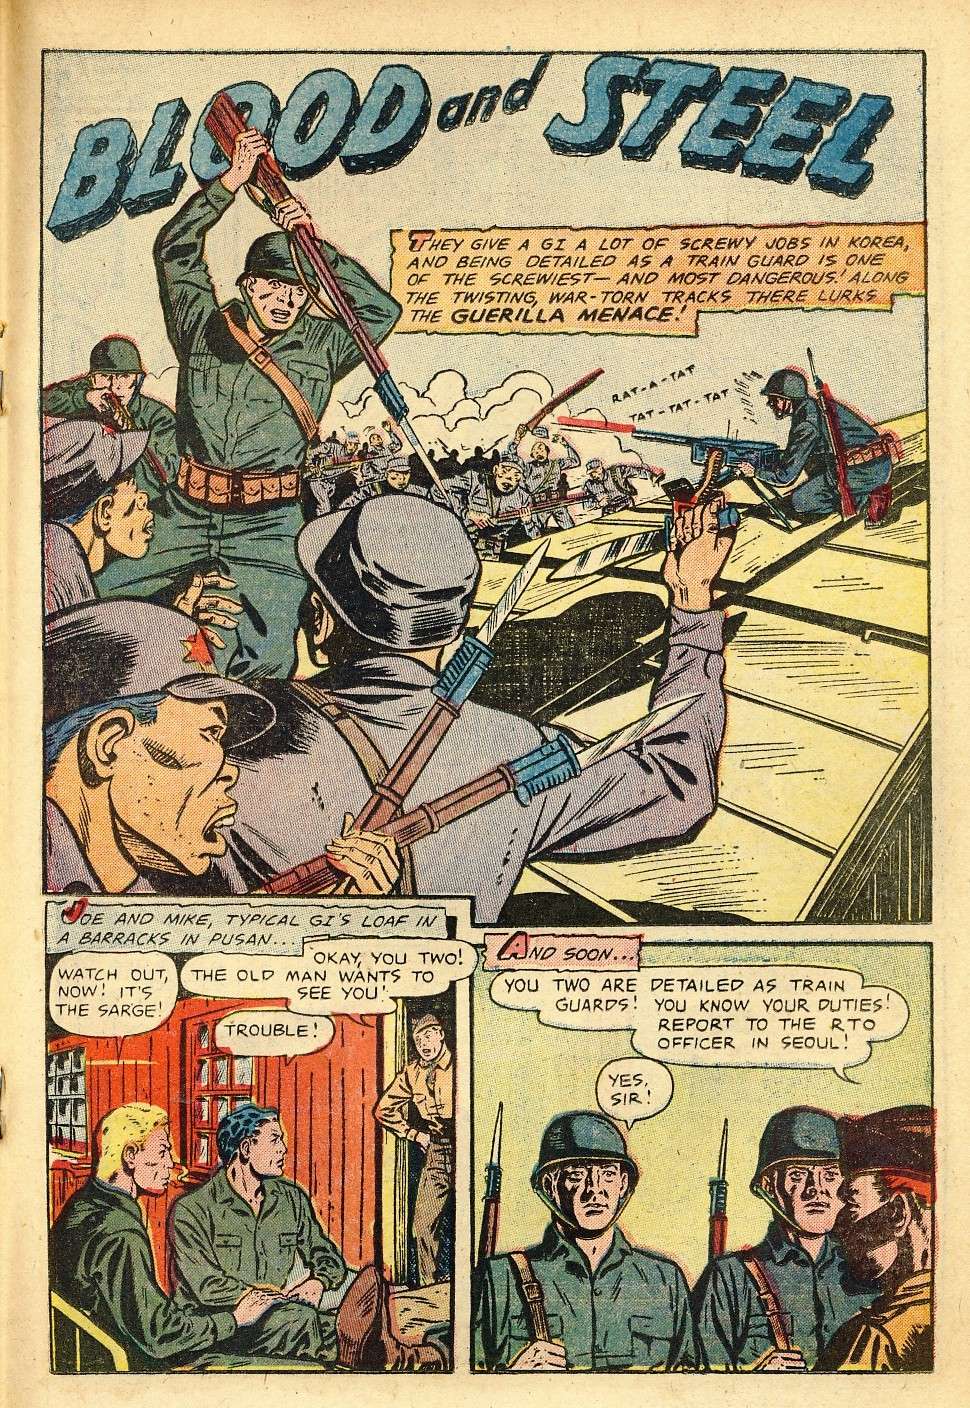 BLOOD and STEEL
THEY GIVE A GI A LOT OF SCREWY JOBS IN KOREA,
AND BEING DETAILED AS A TRAIN GUARD IS ONE
OF THE SCREWIEST—AND MOST DANGEROUS! ALONG
THE TWISTING, WAR-TORN TRACKS THERE LURKS
THE GUERILLA MENACE!
RAT-A-TAT
TAT-TAT-TAT
JOE AND MIKE, TYPICAL GI'S LOAF IN
A BARRACKS IN PUSAN...
WATCH OUT,
NOW! IT'S
THE SARGE!
OKAY, YOU TWO!
THE OLD MAN WANTS TO
SEE YOU!
TROUBLE!
AND SOON...
YOU TWO ARE DETAILED AS TRAIN
GUARDS! YOU KNOW YOUR DUTIES!
REPORT TO THE RTO
OFFICER IN SEOUL!
YES,
SIR!